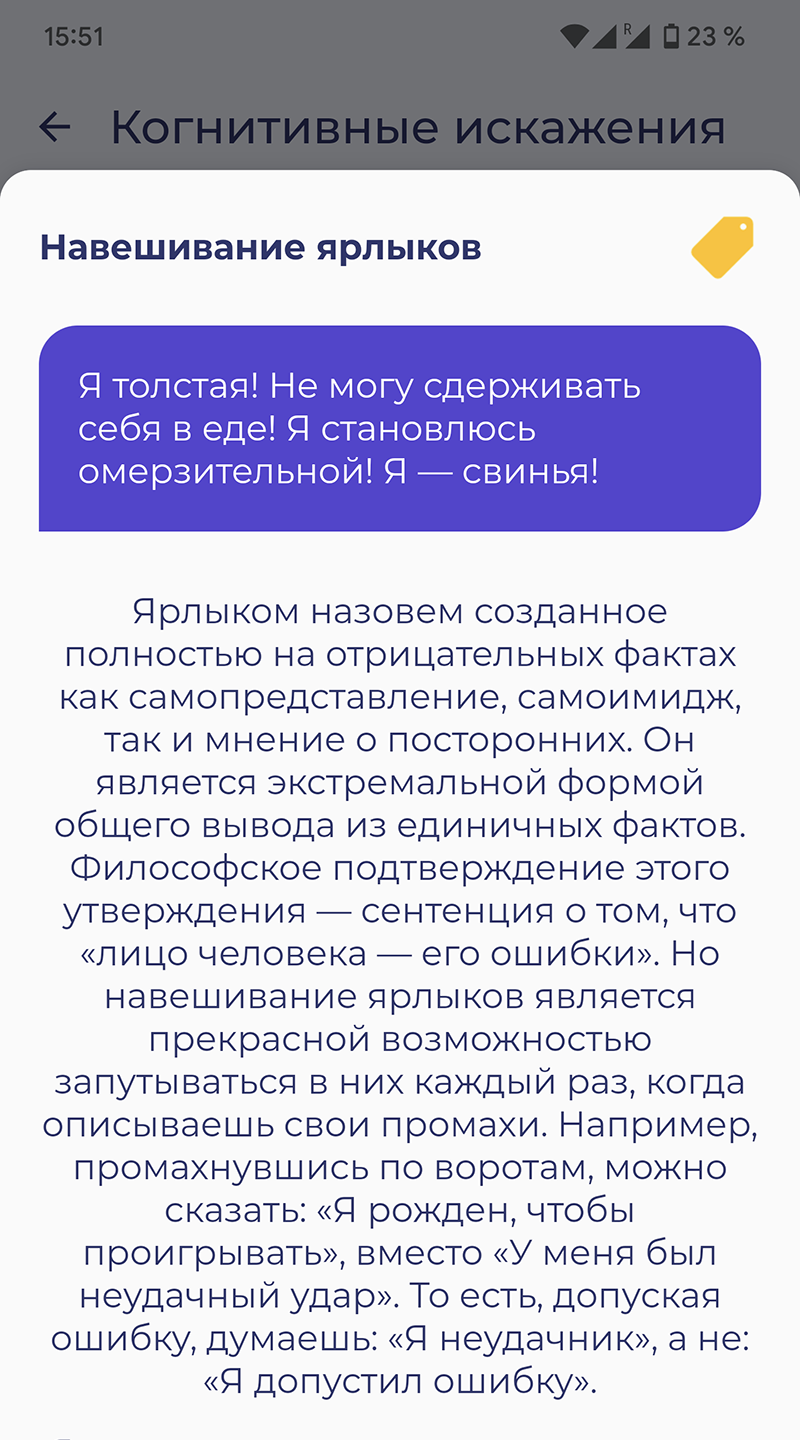 15:51
R
23 %
Когнитивные искажения
Навешивание ярлыков
Я толстая! Не могу сдерживать
себя в еде! Я становлюсь
омерзительной! Я — свинья!
Ярлыком назовем созданное
полностью на отрицательных фактах
как самопредставление, самоимидж,
так и мнение о посторонних. Он
является экстремальной формой
общего вывода из единичных фактов.
Философское подтверждение этого
утверждения — сентенция о том, что
«лицо человека — его ошибки». Но
навешивание ярлыков является
прекрасной возможностью
запутываться в них каждый раз, когда
описываешь свои промахи. Например,
промахнувшись по воротам, можно
сказать: «Я рожден, чтобы
проигрывать», вместо «У меня был
неудачный удар». То есть, допуская
ошибку, думаешь: «Я неудачник», а не:
«Я допустил ошибку».